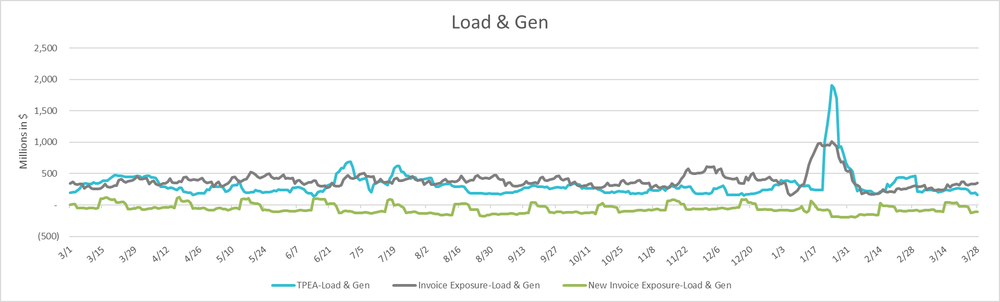 Load & Gen
Millions in $
2,500
2,000
1,500
1,000
500
-
(500)
3/1 3/15 3/29 4/12 4/26 5/10 5/24 6/7 6/21 7/5 7/19 8/2 8/16 8/30 9/13 9/27 10/11 10/25 11/8 11/22 12/6 12/20 1/3 1/17 1/31 2/14 2/28 3/14 3/28
TPEA-Load & Gen Invoice Exposure-Load & Gen New Invoice Exposure-Load & Gen